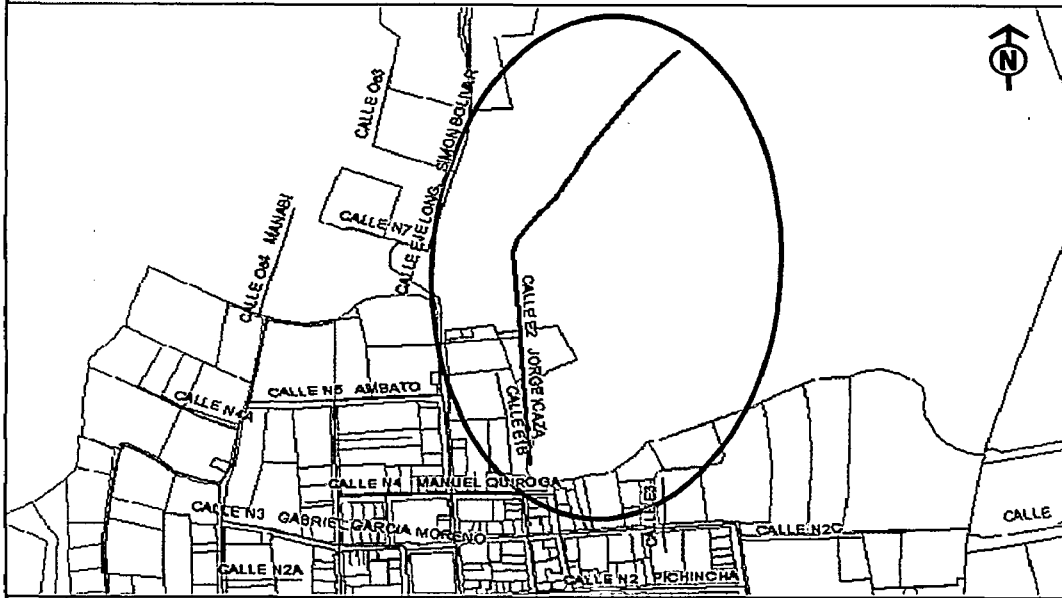 N
CALLE Oe3
SIMON BOLIVAR
CALLE EJE LONG.
CALLE N7
CALLE Oe4 MANABI
CALLE E2 JORGE ICAZA
CALLE E1B
CALLE N5 AMBATO
CALLE N4A
CALLE N4 MANUEL QUIROGA
CALLE N3 GABRIEL GARCIA MORENO
CALLE N2C
CALLE
CALLE N2A
CALLE N2 PICHINCHA